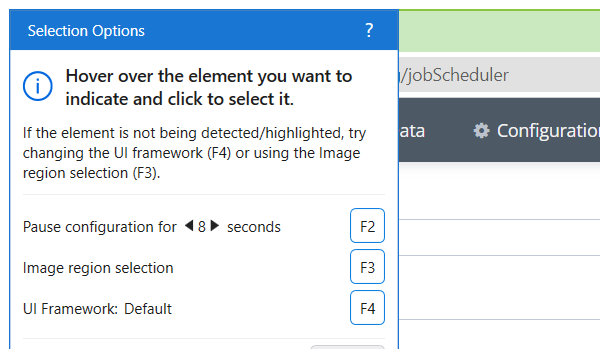 Selection Options ?
Hover over the element you want to
indicate and click to select it.
If the element is not being detected/highlighted, try
changing the UI framework (F4) or using the Image
region selection (F3).
Pause configuration for 8 seconds F2
Image region selection F3
UI Framework: Default F4
/jobScheduler
ata Configuratio